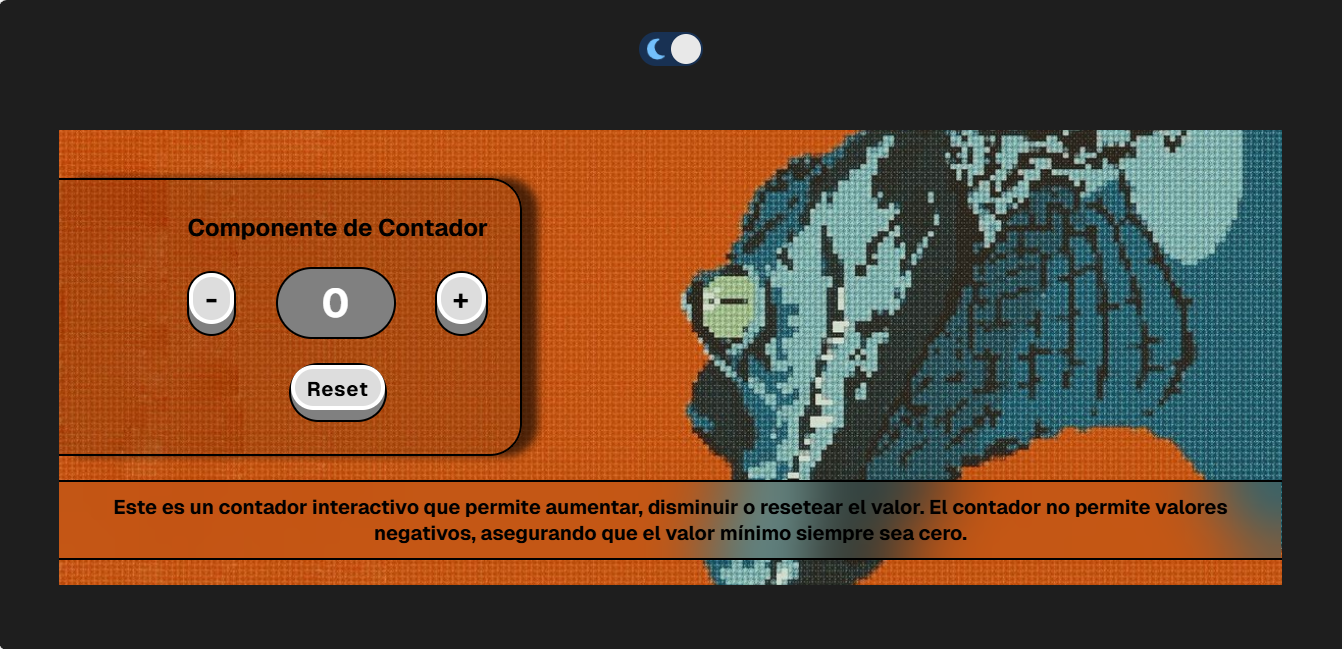 Componente de Contador
- 0 +
Reset
Este es un contador interactivo que permite aumentar, disminuir o resetear el valor. El contador no permite valores
negativos, asegurando que el valor mínimo siempre sea cero.